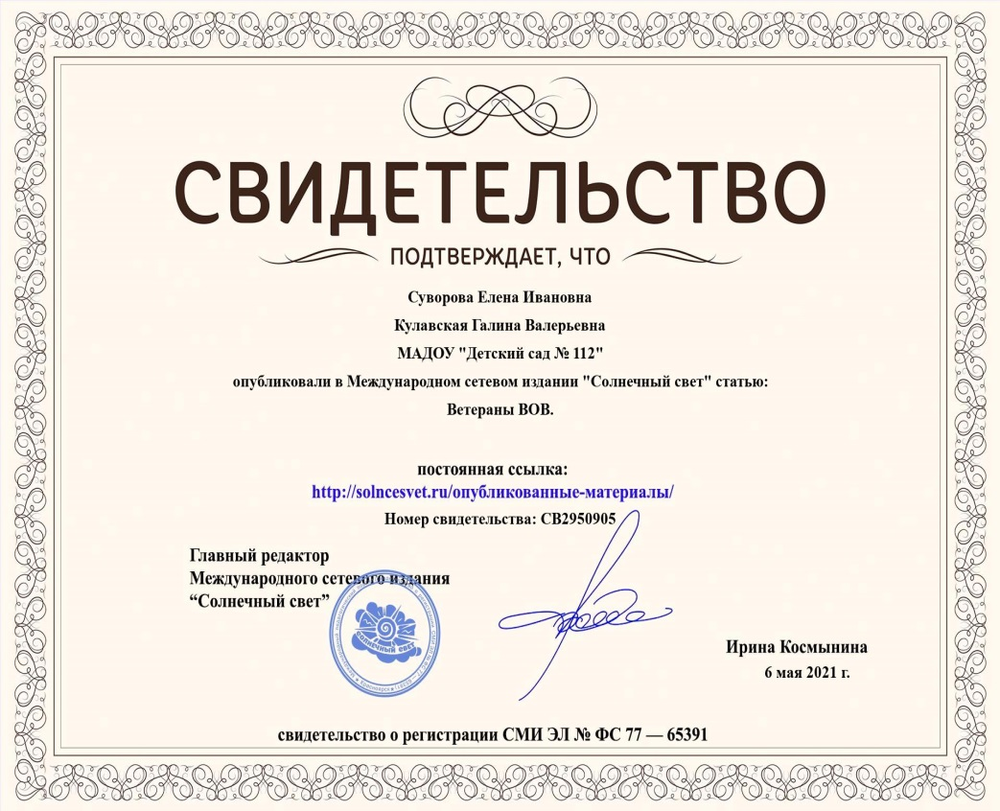 СВИДЕТЕЛЬСТВО
ПОДТВЕРЖДАЕТ, ЧТО
Суворова Елена Ивановна
Кулавская Галина Валерьевна
МАДОУ "Детский сад № 112"
опубликовали в Международном сетевом издании "Солнечный свет" статью:
Ветераны ВОВ.
постоянная ссылка:
http://solncesvet.ru/опубликованные-материалы/
Номер свидетельства: СВ2950905
Главный редактор
Международного сетевого издания
“Солнечный свет”
СОЛНЕЧНЫЙ СВЕТ
Ирина Космынина
6 мая 2021 г.
свидетельство о регистрации СМИ ЭЛ № ФС 77 — 65391